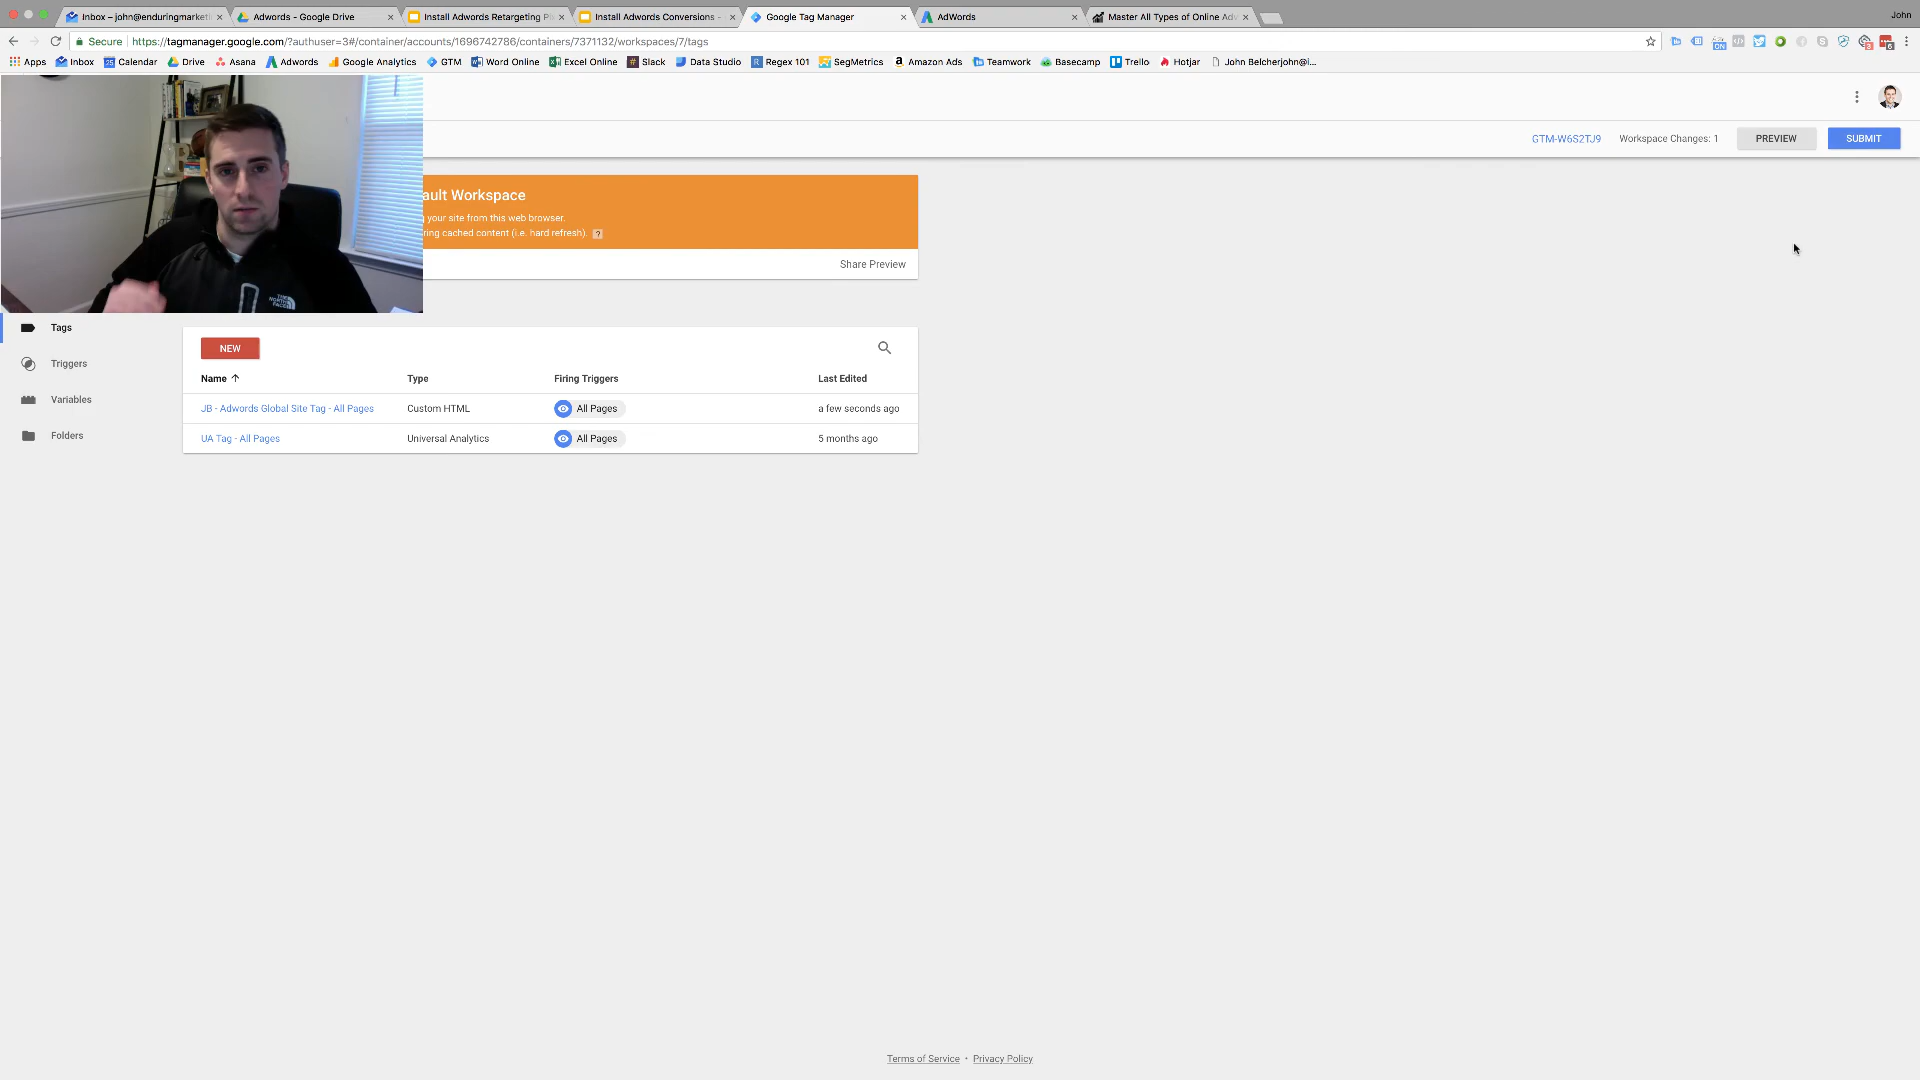 John
Inbox – john@enduringmarketi
Adwords - Google Drive
Install Adwords Retargeting Pi
Install Adwords Conversions -
Google Tag Manager
AdWords
Master All Types of Online Adv
Secure
https://tagmanager.google.com/?authuser=3#/container/accounts/1696742786/containers/7371132/workspaces/7/tags
Apps
Inbox
Calendar
Drive
Asana
Adwords
Google Analytics
GTM
Word Online
Excel Online
Slack
Data Studio
Regex 101
SegMetrics
Amazon Ads
Teamwork
Basecamp
Trello
Hotjar
John Belcherjohn@i...
GTM-W6S2TJ9
Workspace Changes: 1
PREVIEW
SUBMIT
ault Workspace
your site from this web browser.
ring cached content (i.e. hard refresh). ?
Share Preview
THE NORTH FACE
Tags
Triggers
Variables
Folders
NEW
Name Type Firing Triggers Last Edited
JB - Adwords Global Site Tag - All Pages Custom HTML All Pages a few seconds ago
UA Tag - All Pages Universal Analytics All Pages 5 months ago
Terms of Service • Privacy Policy